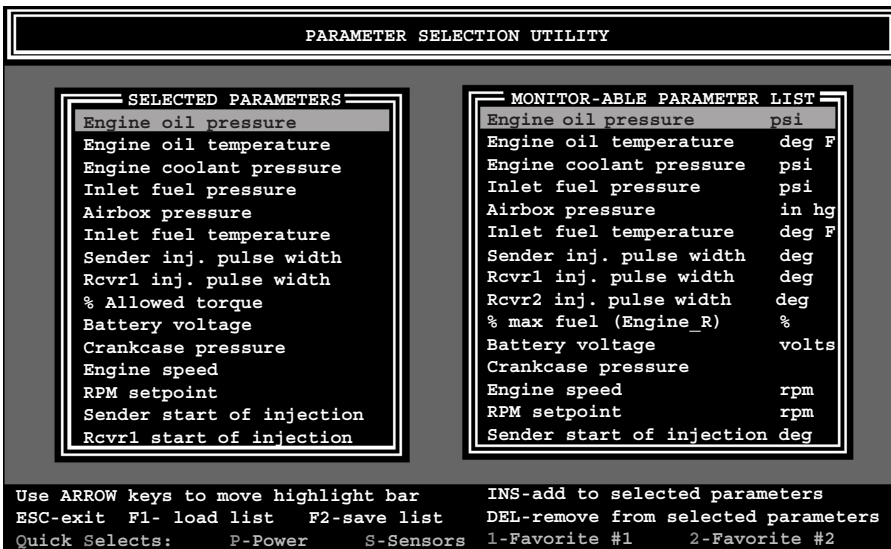 PARAMETER SELECTION UTILITY
SELECTED PARAMETERS
Engine oil pressure
Engine oil temperature
Engine coolant pressure
Inlet fuel pressure
Airbox pressure
Inlet fuel temperature
Sender inj. pulse width
Rcvr1 inj. pulse width
% Allowed torque
Battery voltage
Crankcase pressure
Engine speed
RPM setpoint
Sender start of injection
Rcvr1 start of injection
MONITOR-ABLE PARAMETER LIST
Engine oil pressure psi
Engine oil temperature deg F
Engine coolant pressure psi
Inlet fuel pressure psi
Airbox pressure in hg
Inlet fuel temperature deg F
Sender inj. pulse width deg
Rcvr1 inj. pulse width deg
Rcvr2 inj. pulse width deg
% max fuel (Engine_R) %
Battery voltage volts
Crankcase pressure
Engine speed rpm
RPM setpoint rpm
Sender start of injection deg
Use ARROW keys to move highlight bar
ESC-exit F1- load list F2-save list
Quick Selects: P-Power S-Sensors
INS-add to selected parameters
DEL-remove from selected parameters
1-Favorite #1 2-Favorite #2